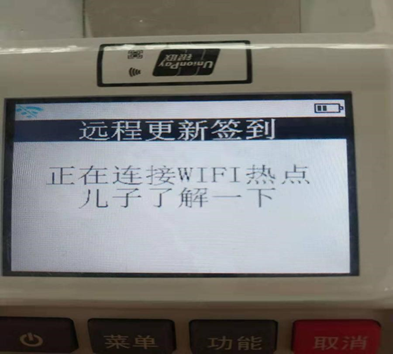 UnionPay
银联
远程更新签到
正在连接WIFI热点
儿子了解一下
菜单
功能
取消